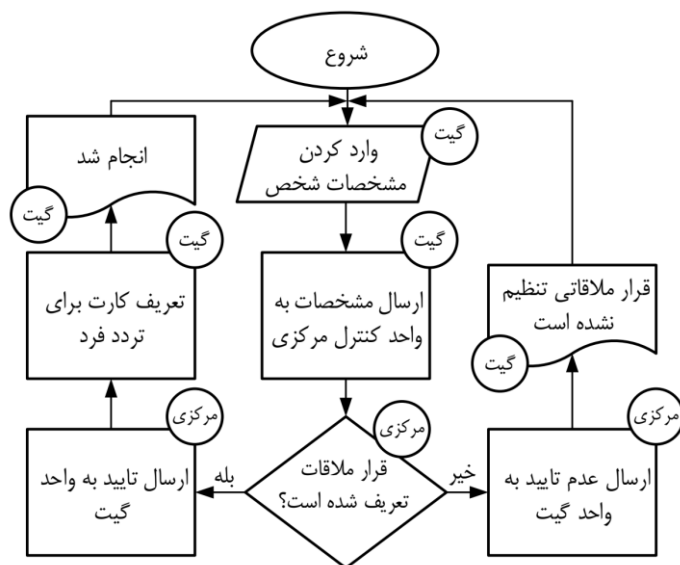 شروع
گیت
وارد کردن
مشخصات شخص
گیت
ارسال مشخصات به
واحد کنترل مرکزی
مرکزی
قرار ملاقات
تعریف شده است؟
خیر
مرکزی
ارسال عدم تایید به
واحد گیت
قرار ملاقاتی تنظیم
نشده است
گیت
بله
مرکزی
ارسال تایید به واحد
گیت
گیت
تعریف کارت برای
تردد فرد
انجام شد
گیت